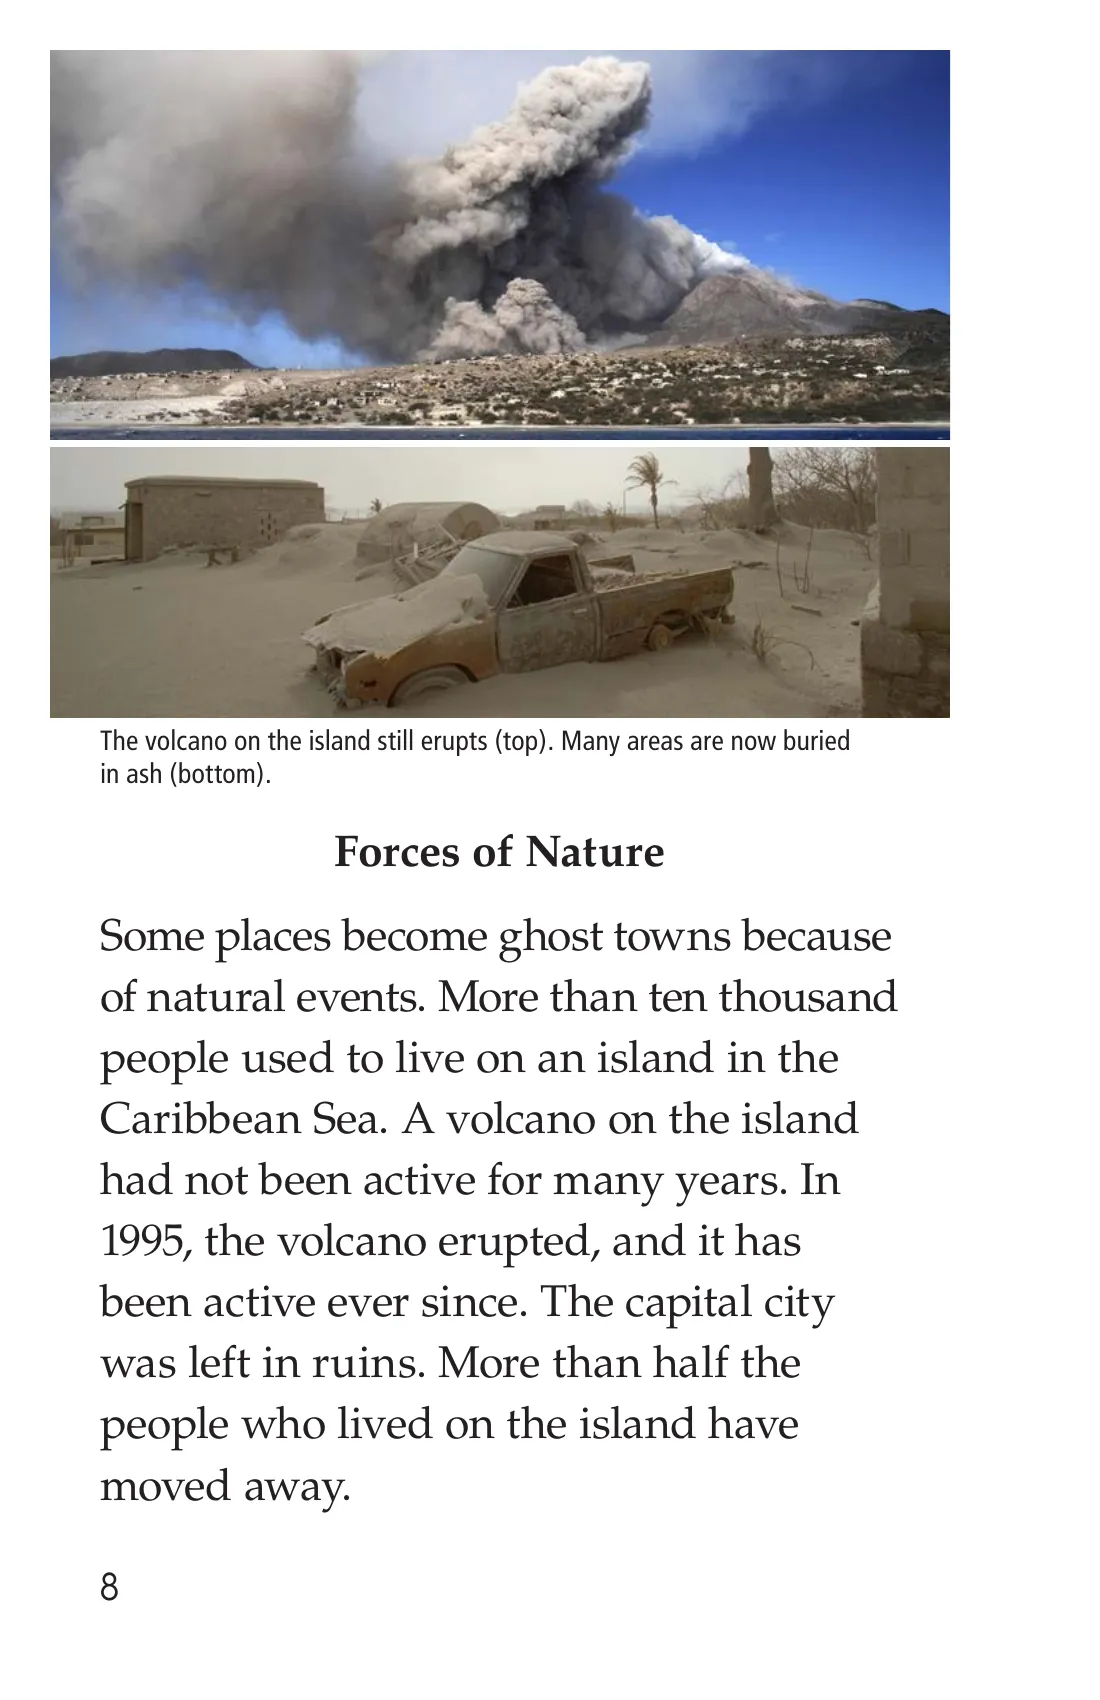 The volcano on the island still erupts (top). Many areas are now buried
in ash (bottom).
Forces of Nature
Some places become ghost towns because
of natural events. More than ten thousand
people used to live on an island in the
Caribbean Sea. A volcano on the island
had not been active for many years. In
1995, the volcano erupted, and it has
been active ever since. The capital city
was left in ruins. More than half the
people who lived on the island have
moved away.
8